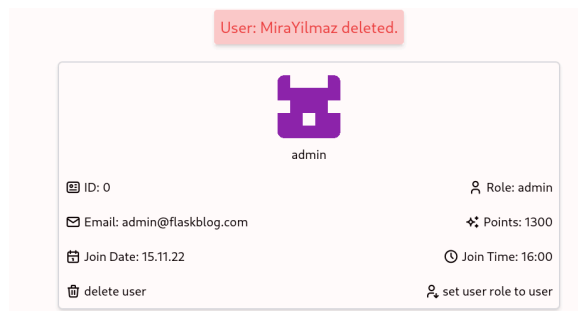 User: MiraYilmaz deleted.
admin
ID: 0
Role: admin
Email: admin@flaskblog.com
Points: 1300
Join Date: 15.11.22
Join Time: 16:00
delete user
set user role to user